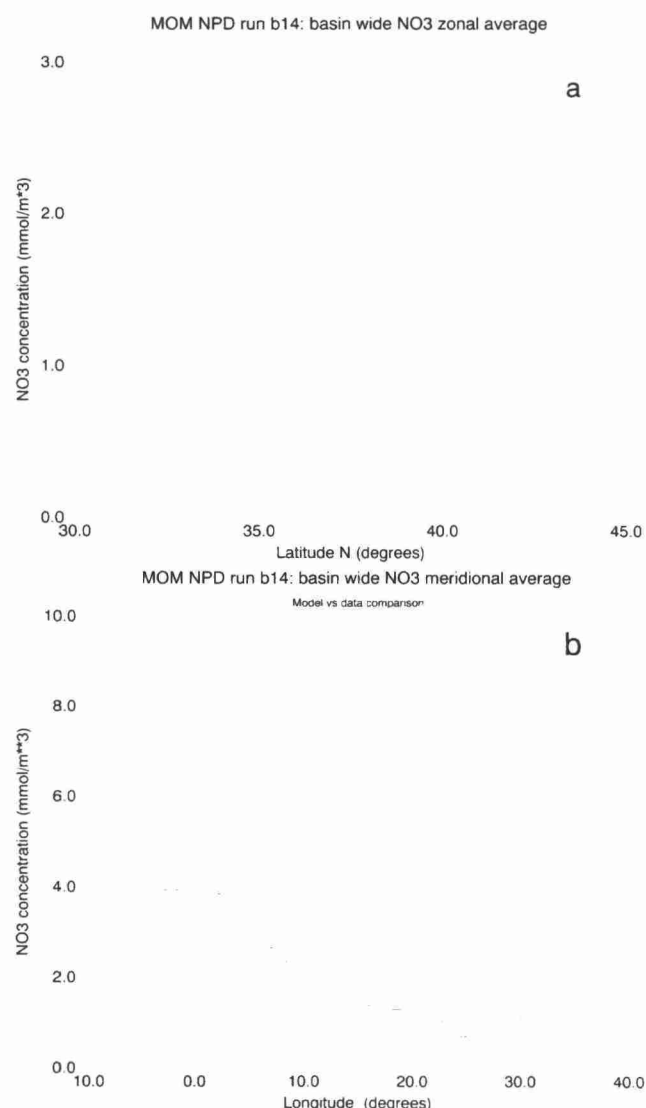 MOM NPD run b14: basin wide NO3 zonal average
3.0
a
2.0
1.0
0.0
NO3 concentration (mmol/m*3)
30.0 35.0 40.0 45.0
Latitude N (degrees)
MOM NPD run b14: basin wide NO3 meridional average
Model vs data comparison
10.0
b
8.0
6.0
4.0
2.0
0.0
NO3 concentration (mmol/m**3)
10.0 0.0 10.0 20.0 30.0 40.0
Longitude (degrees)